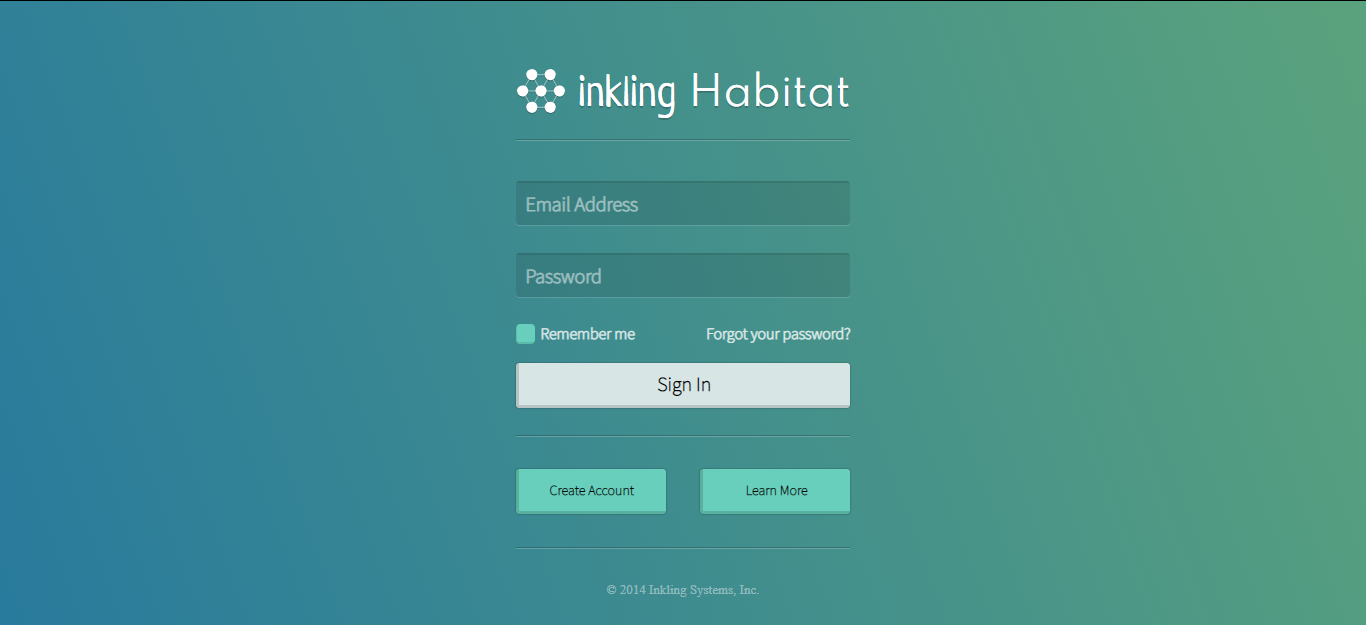 inkling Habitat
Email Address
Password
Remember me Forgot your password?
Sign In
Create Account Learn More
© 2014 Inkling Systems, Inc.